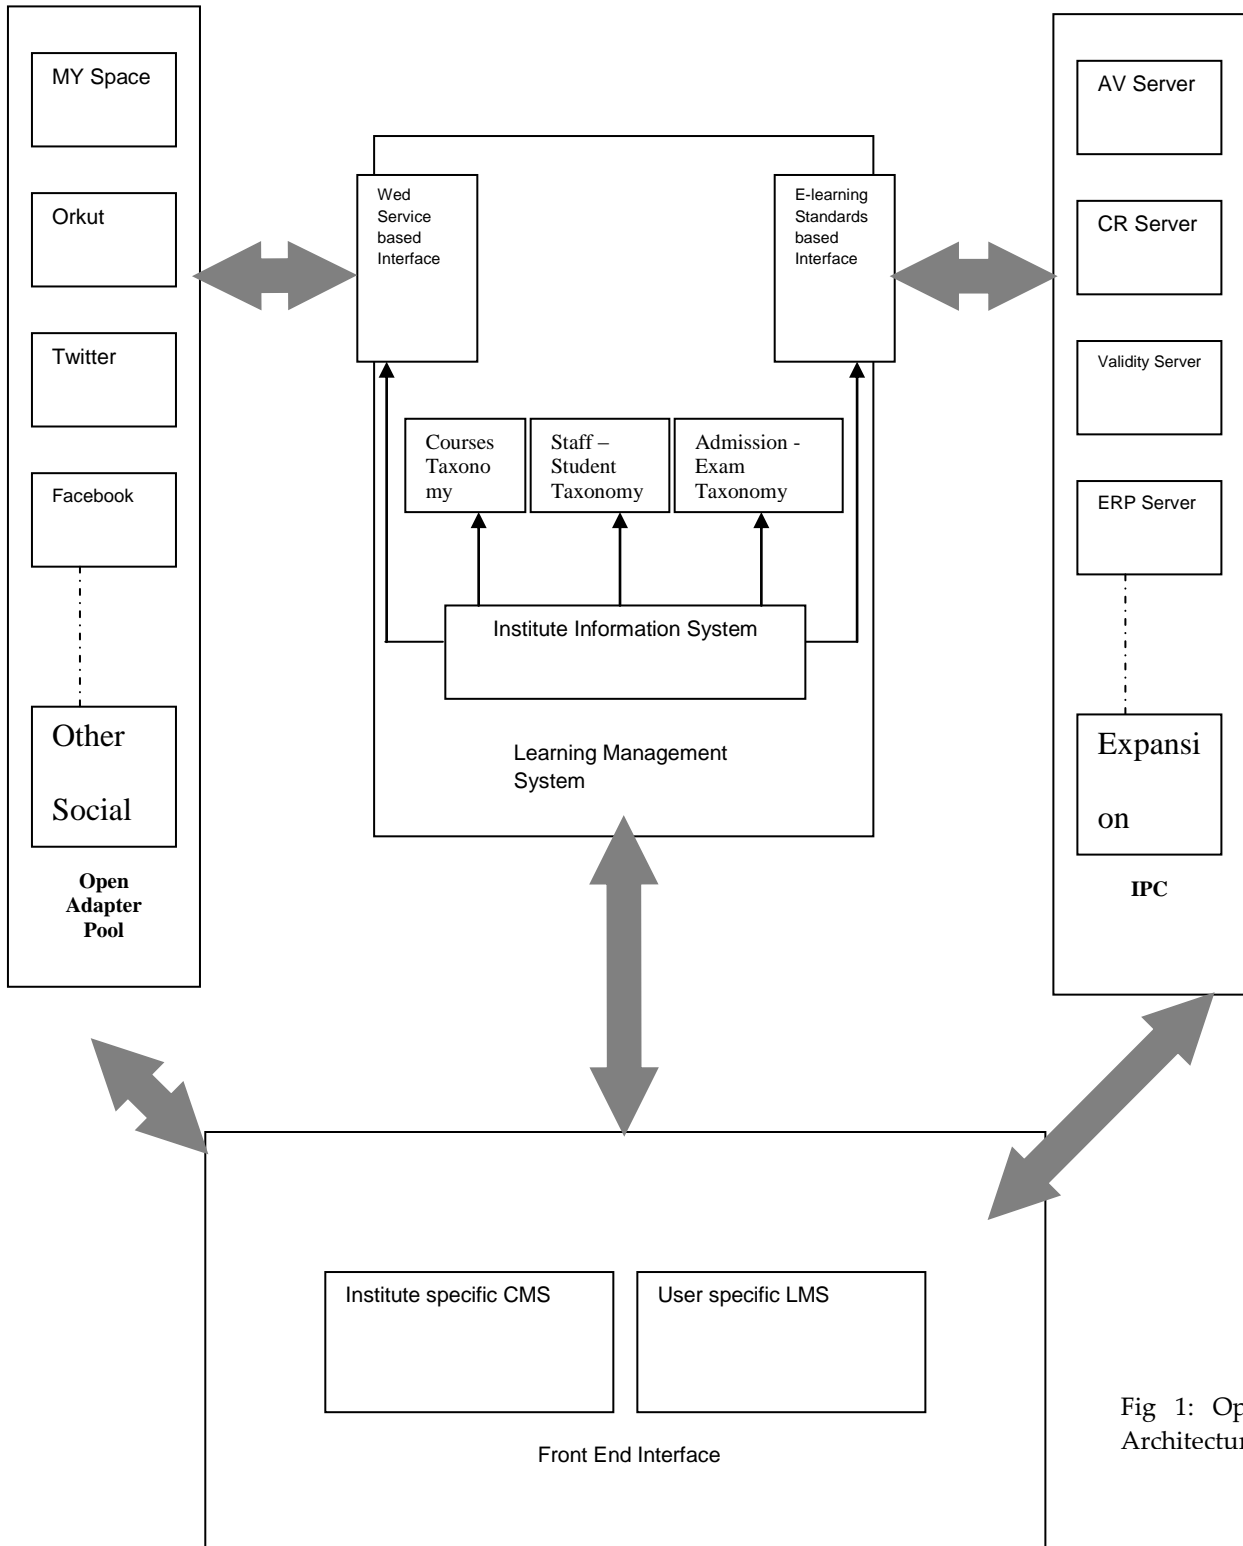 MY Space
Orkut
Twitter
Facebook
Other
Social
Open
Adapter
Pool
Wed
Service
based
Interface
E-learning
Standards
based
Interface
Courses
Taxono
my
Staff –
Student
Taxonomy
Admission -
Exam
Taxonomy
Institute Information System
Learning Management
System
AV Server
CR Server
Validity Server
ERP Server
Expansi
on
IPC
Institute specific CMS
User specific LMS
Front End Interface
Fig 1: Op
Architectur